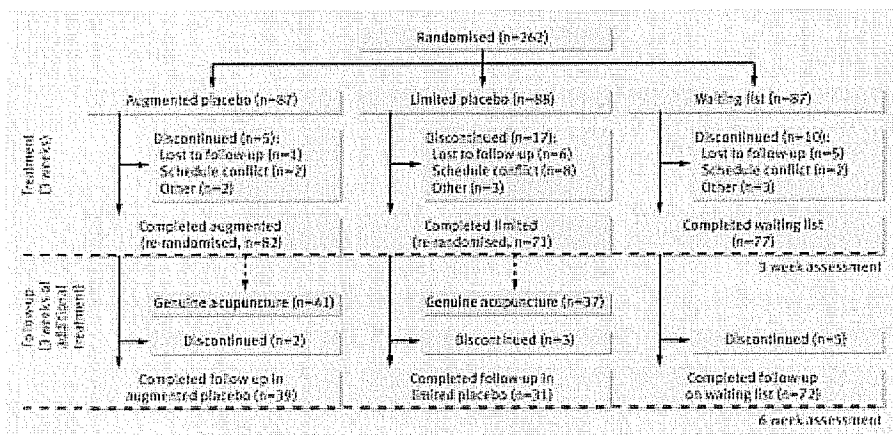 Randomised (n=262)
Augmented placebo (n=87)
Limited placebo (n=88)
Waiting list (n=87)
Treatment
(3 weeks)
Discontinued (n=5):
Lost to follow-up (n=1)
Schedule conflict (n=2)
Other (n=2)
Discontinued (n=17):
Lost to follow up (n=6)
Schedule conflict (n=8)
Other (n=3)
Discontinued (n=10):
Lost to follow-up (n=5)
Schedule conflict (n=2)
Other (n=3)
Completed augmented
(re-randomised, n=82)
Completed limited
(re-randomised, n=71)
Completed waiting list
(n=77)
3 week assessment
Follow-up
(3 weeks of
additional
treatment)
Genuine acupuncture (n=41)
Genuine acupuncture (n=37)
Discontinued (n=2)
Discontinued (n=3)
Discontinued (n=5)
Completed follow up in
augmented placebo (n=39)
Completed follow-up in
limited placebo (n=31)
Completed follow-up
on waiting list (n=72)
6 week assessment